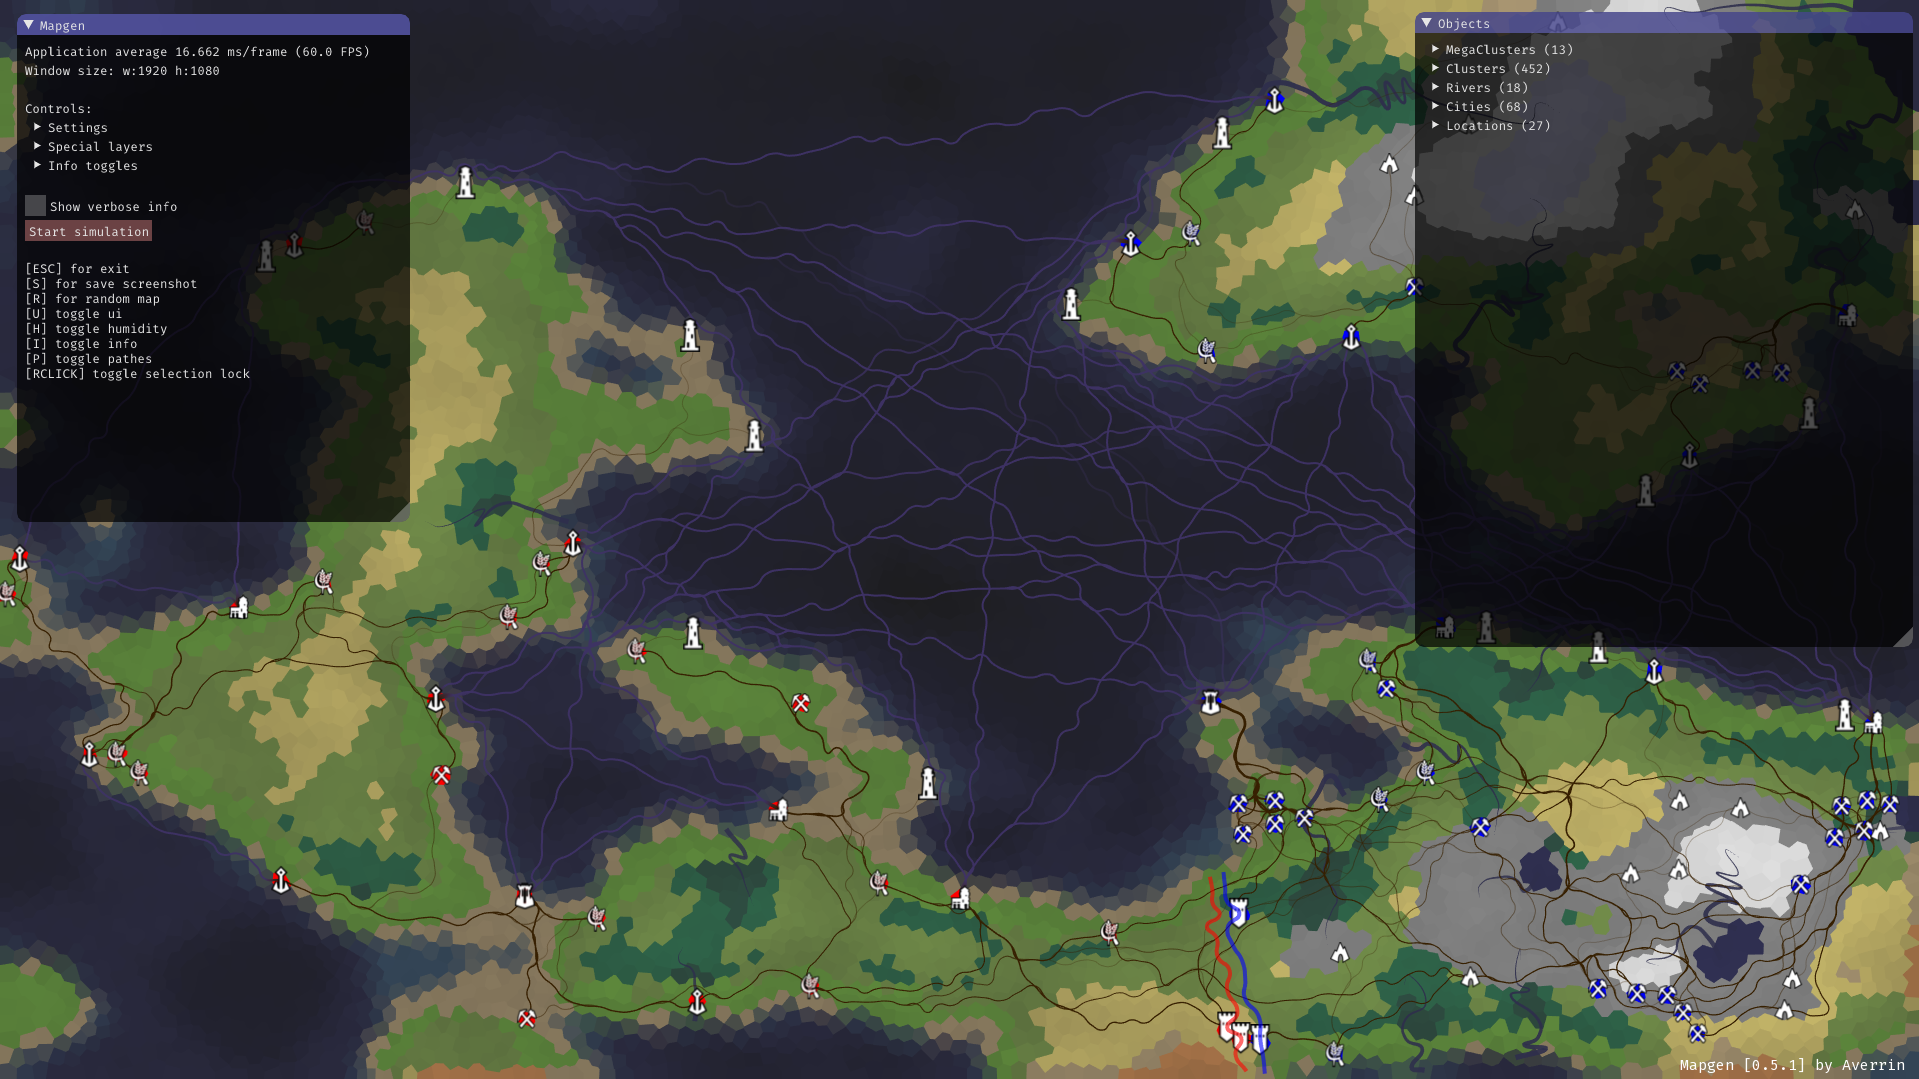 Mapgen
Application average 16.662 ms/frame (60.0 FPS)
Window size: w:1920 h:1080
Controls:
Settings
Special layers
Info toggles
Show verbose info
Start simulation
[ESC] for exit
[S] for save screenshot
[R] for random map
[U] toggle ui
[H] toggle humidity
[I] toggle info
[P] toggle pathes
[RCLICK] toggle selection lock
Objects
MegaClusters (13)
Clusters (452)
Rivers (18)
Cities (68)
Locations (27)
Mapgen [0.5.1] by Averrin